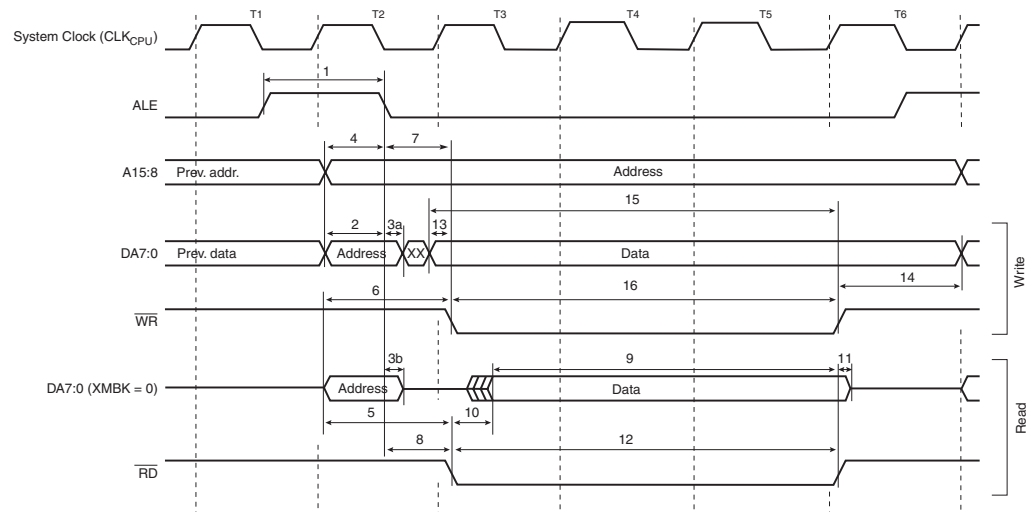 T1 T2 T3 T4 T5 T6
System Clock (CLKCPU)
1
ALE
4 7
A15:8 Prev. addr. Address
15
2 3a 13
DA7:0 Prev. data Address XX Data
14
6 16
WR
Write
3b 9 11
DA7:0 (XMBK = 0) Address Data
5 10
8 12
RD
Read